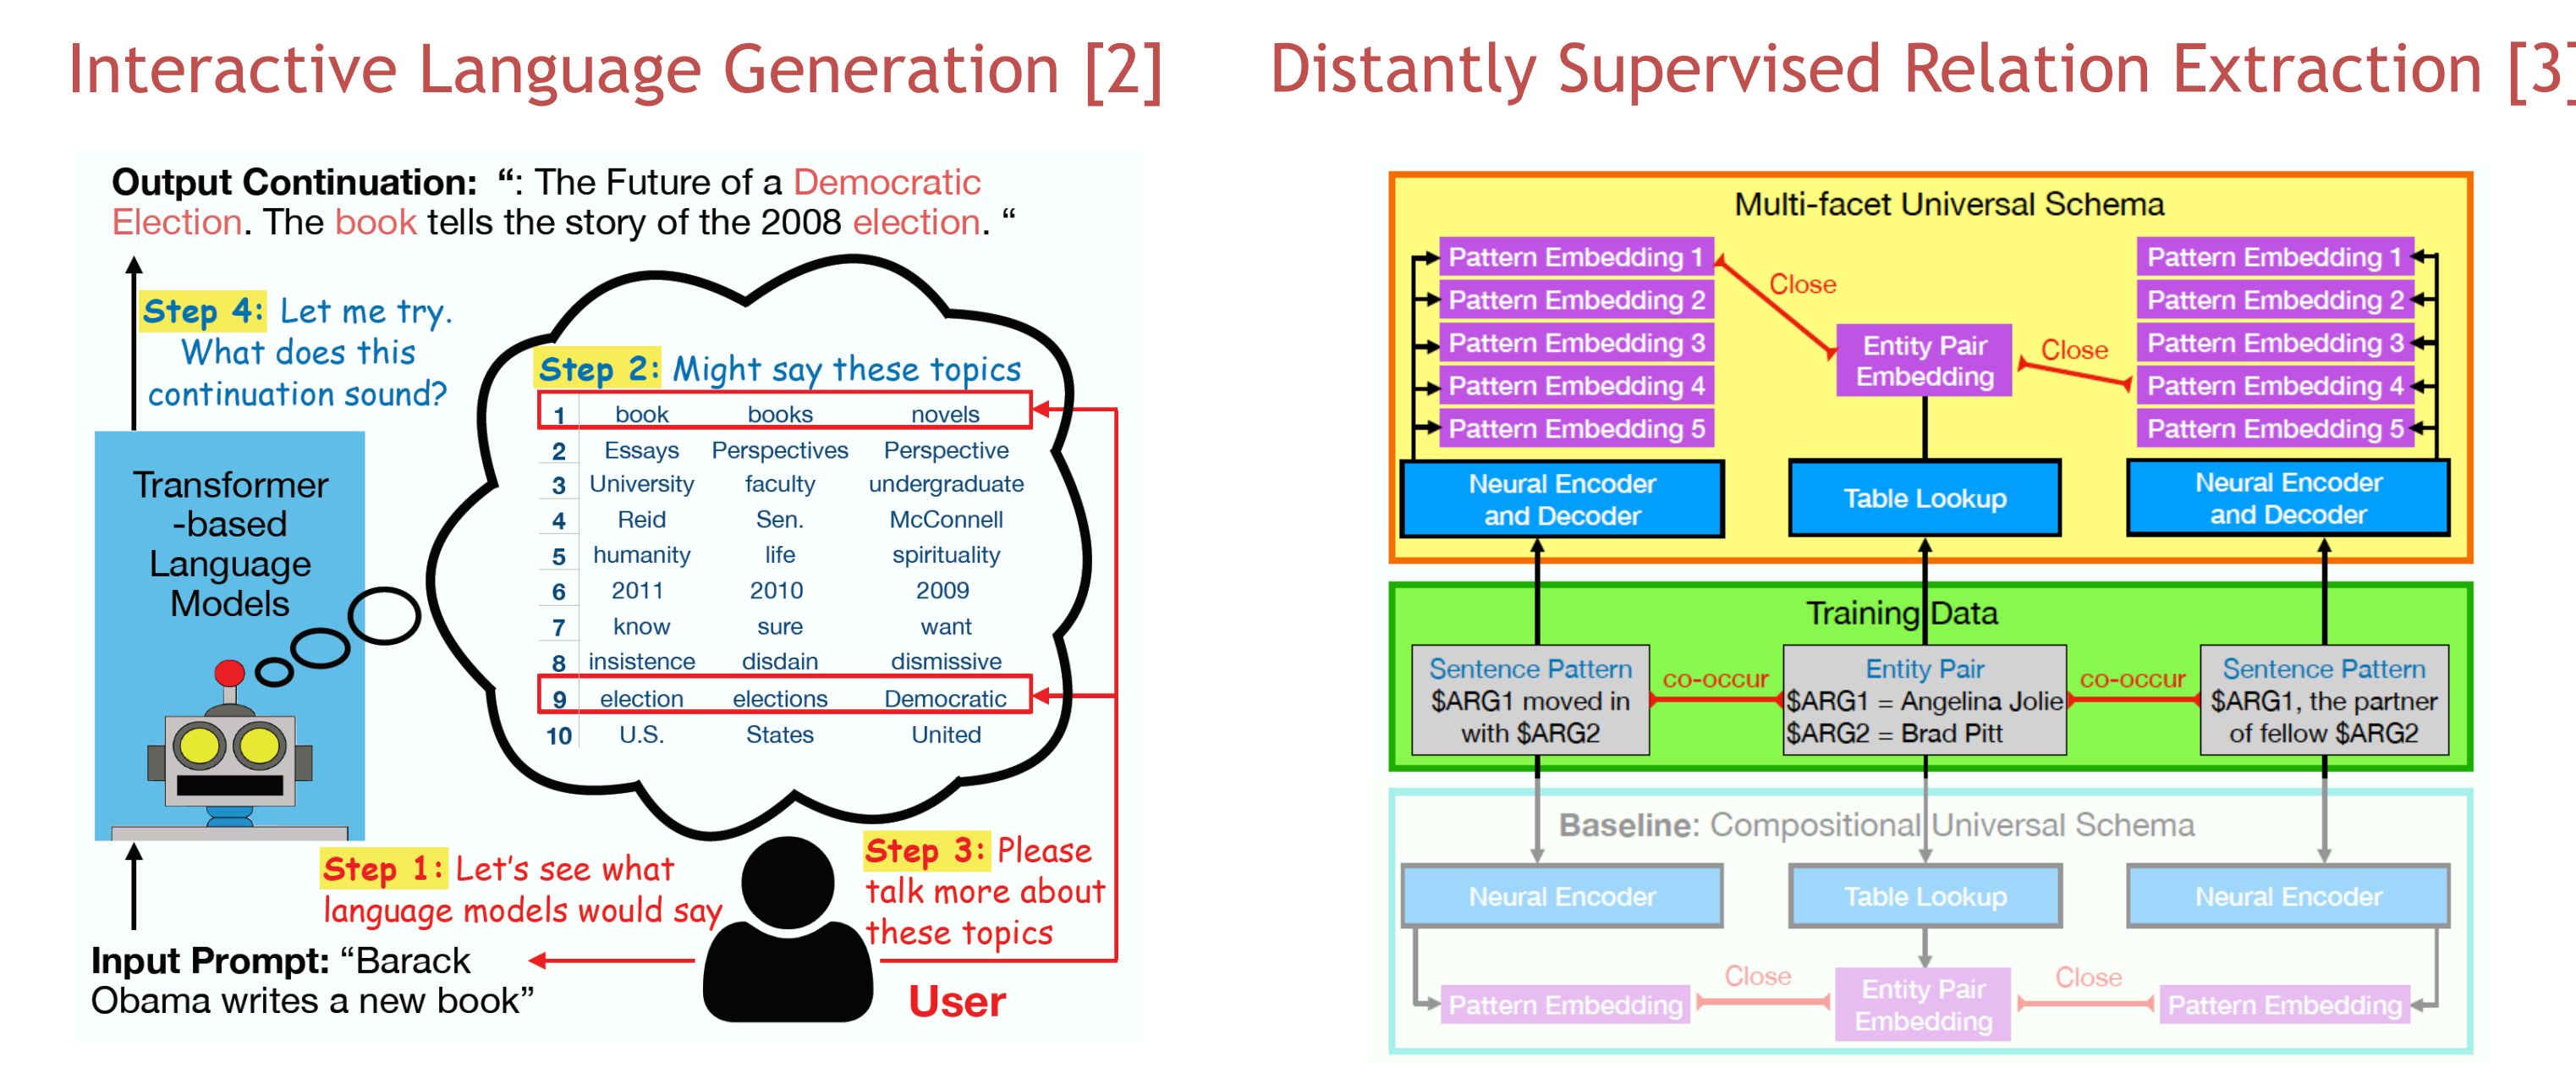 Interactive Language Generation [2]
Output Continuation: “: The Future of a Democratic
Election. The book tells the story of the 2008 election. “
Step 4: Let me try.
What does this
continuation sound?
Step 2: Might say these topics
1 book books novels
2 Essays Perspectives Perspective
3 University faculty undergraduate
4 Reid Sen. McConnell
5 humanity life spirituality
6 2011 2010 2009
7 know sure want
8 insistence disdain dismissive
9 election elections Democratic
10 U.S. States United
Transformer
-based
Language
Models
Step 1: Let's see what
language models would say
Step 3: Please
talk more about
these topics
Input Prompt: “Barack
Obama writes a new book”
User
Distantly Supervised Relation Extraction [3]
Multi-facet Universal Schema
Pattern Embedding 1
Pattern Embedding 2
Pattern Embedding 3
Pattern Embedding 4
Pattern Embedding 5
Close
Entity Pair
Embedding
Close
Pattern Embedding 1
Pattern Embedding 2
Pattern Embedding 3
Pattern Embedding 4
Pattern Embedding 5
Neural Encoder
and Decoder
Table Lookup
Neural Encoder
and Decoder
Training Data
Sentence Pattern
$ARG1 moved in
with $ARG2
co-occur
Entity Pair
$ARG1 = Angelina Jolie
$ARG2 = Brad Pitt
co-occur
Sentence Pattern
$ARG1, the partner
of fellow $ARG2
Baseline: Compositional Universal Schema
Neural Encoder
Table Lookup
Neural Encoder
Pattern Embedding
Close
Entity Pair
Embedding
Close
Pattern Embedding